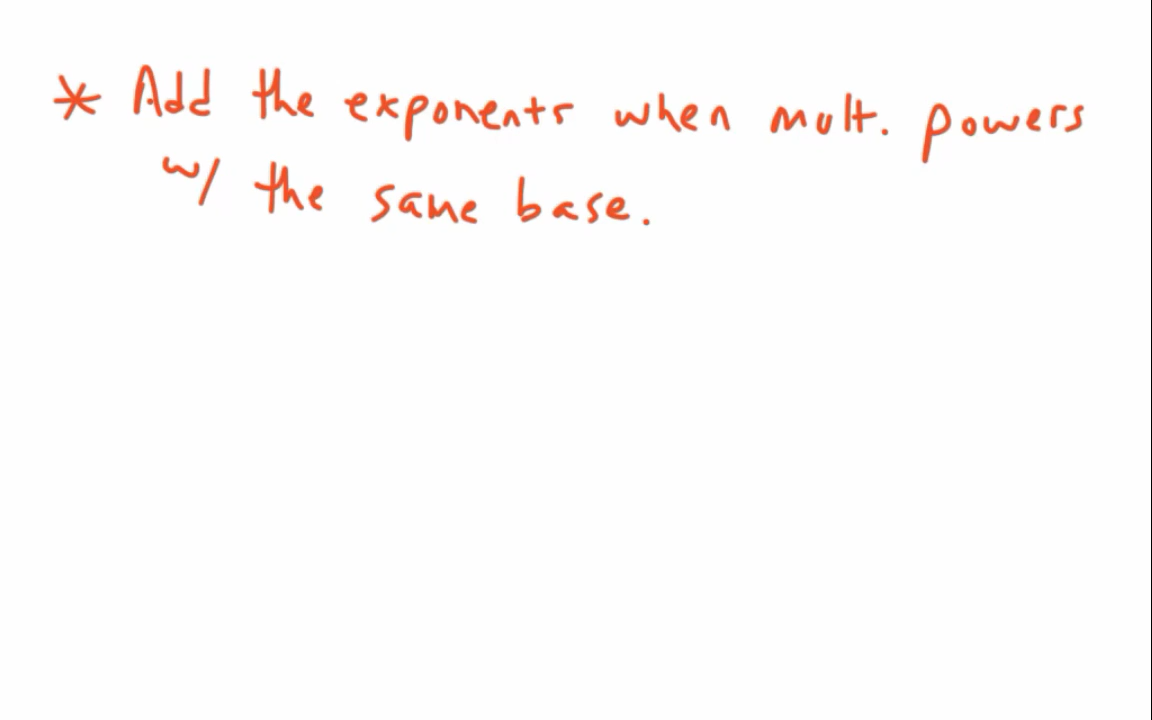 * Add the exponents when mult. powers
w/ the same base.